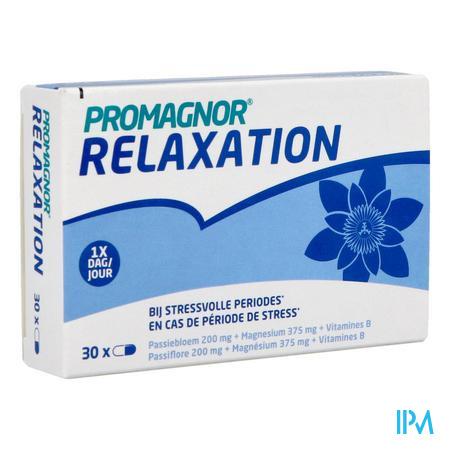 PROMAGNOR®
RELAXATION
1X
DAG/
JOUR
BIJ STRESSVOLLE PERIODES*
EN CAS DE PÉRIODE DE STRESS*
30 x
Passiebloem 200 mg + Magnesium 375 mg + Vitamines B
Passiflore 200 mg + Magnésium 375 mg + Vitamines B
PROMAGNOR®
RELAXATION
30 x
IPM